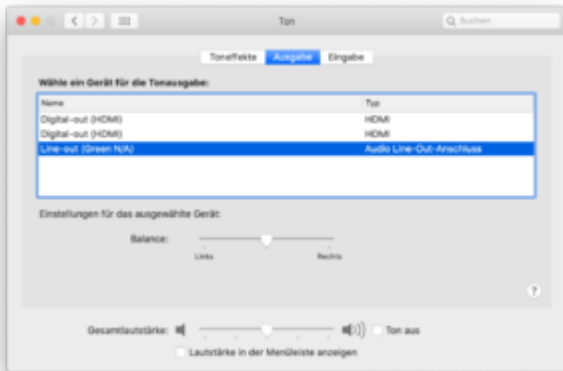 Ton
Suchen
Toneffekte Ausgabe Eingabe
Wähle ein Gerät für die Tonausgabe:
Name Typ
Digital-out (HDMI) HDMI
Digital-out (HDMI) HDMI
Line-out (Green N/A) Audio Line-Out-Anschluss
Einstellungen für das ausgewählte Gerät:
Balance:
Links Rechts
?
Gesamtlautstärke: Ton aus
Lautstärke in der Menüleiste anzeigen